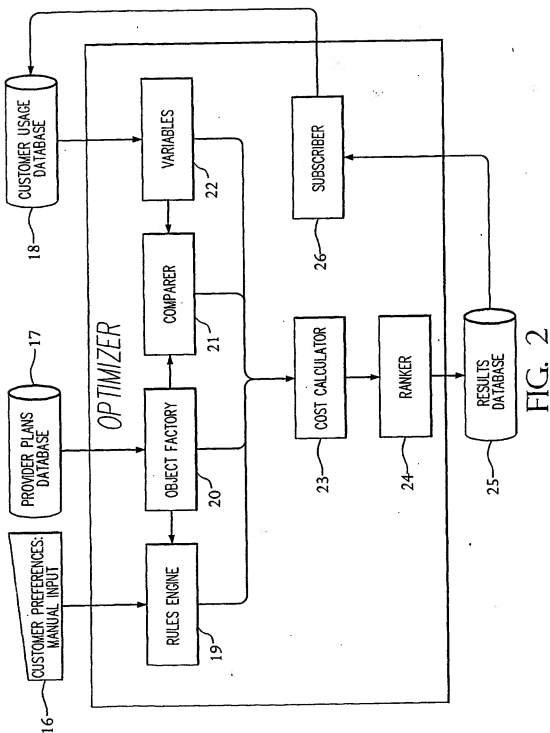 CUSTOMER PREFERENCES:
MANUAL INPUT
16
PROVIDER PLANS
DATABASE
17
CUSTOMER USAGE
DATABASE
18
OPTIMIZER
RULES ENGINE
19
OBJECT FACTORY
20
COMPARER
21
VARIABLES
22
COST CALCULATOR
23
RANKER
24
RESULTS
DATABASE
25
SUBSCRIBER
26
FIG. 2